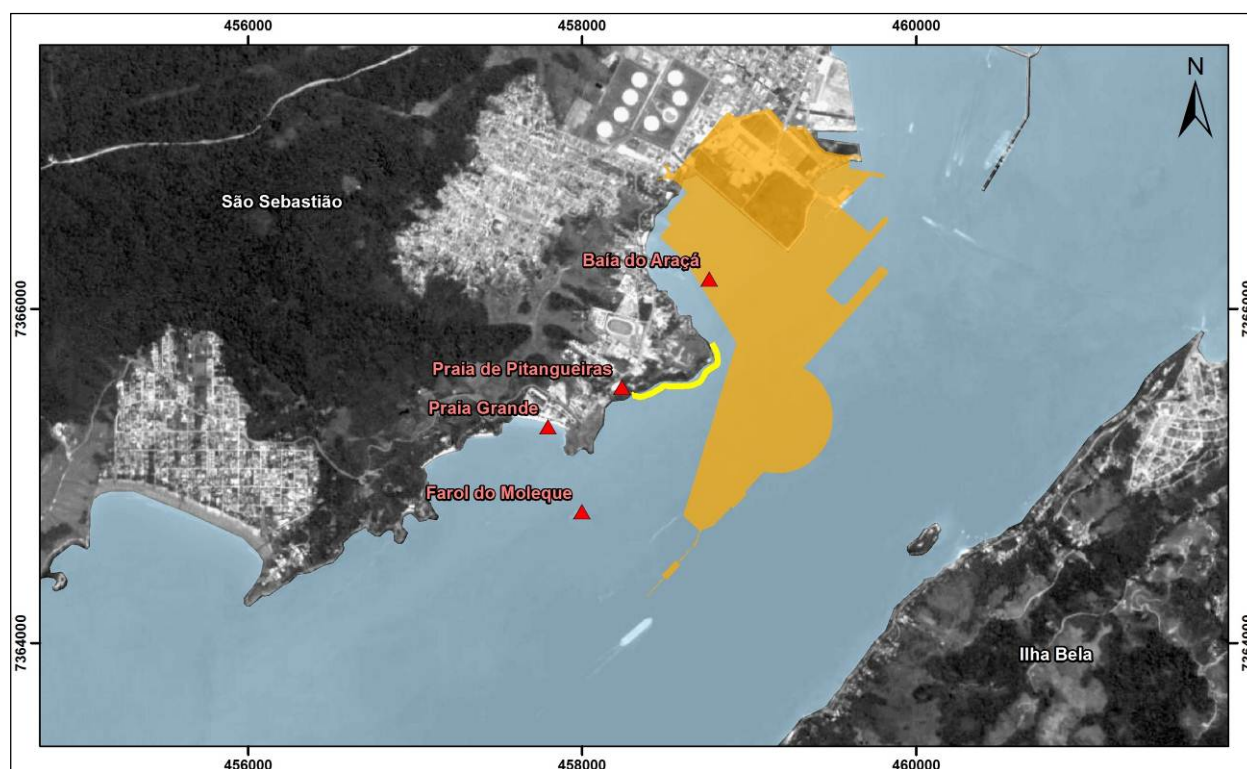 456000
458000
460000
N
São Sebastião
Baía do Araçá
7366000
7366000
Praia de Pitangueiras
Praia Grande
Farol do Moleque
7364000
7364000
Ilha Bela
456000
458000
460000